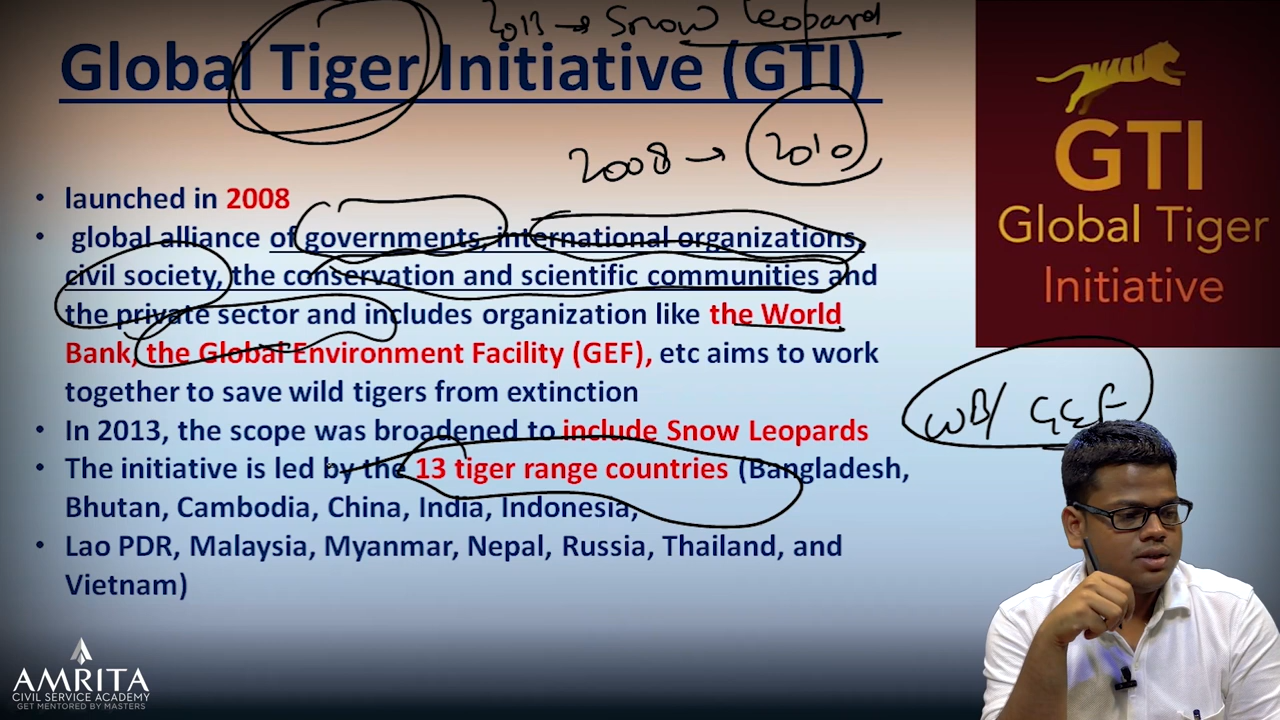 2013 → Snow Leopard
Global Tiger Initiative (GTI)
2008 → 2010
• launched in 2008
• global alliance of governments, international organizations,
civil society, the conservation and scientific communities and
the private sector and includes organization like the World
Bank, the Global Environment Facility (GEF), etc aims to work
together to save wild tigers from extinction
• In 2013, the scope was broadened to include Snow Leopards
• The initiative is led by the 13 tiger range countries (Bangladesh,
Bhutan, Cambodia, China, India, Indonesia,
• Lao PDR, Malaysia, Myanmar, Nepal, Russia, Thailand, and
Vietnam)
GTI
Global Tiger
Initiative
WB/ GEF
AMRITA
CIVIL SERVICE ACADEMY
GET MENTORED BY MASTERS